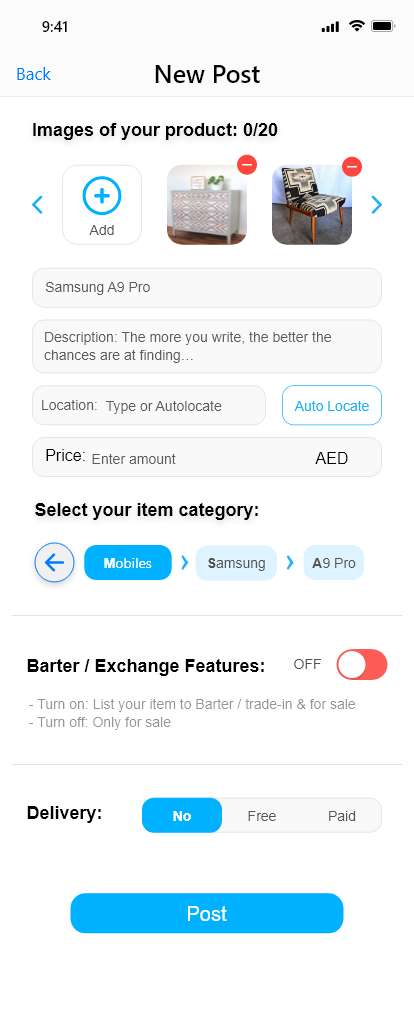 9:41
Back
New Post
Images of your product: 0/20
Add
Samsung A9 Pro
Description: The more you write, the better the
chances are at finding...
Location: Type or Autolocate
Auto Locate
Price: Enter amount AED
Select your item category:
Mobiles
Samsung
A9 Pro
Barter / Exchange Features: OFF
- Turn on: List your item to Barter / trade-in & for sale
- Turn off: Only for sale
Delivery: No Free Paid
Post